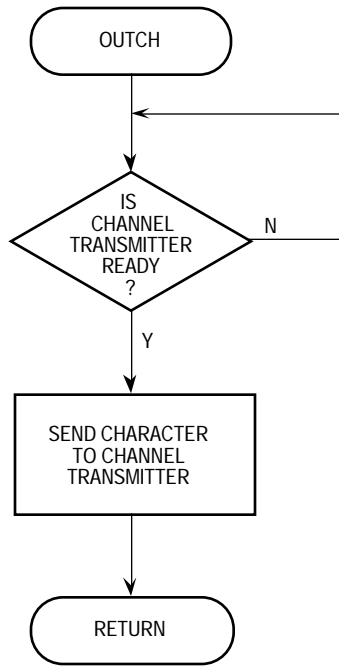 OUTCH
IS
CHANNEL
TRANSMITTER
READY
?
N
Y
SEND CHARACTER
TO CHANNEL
TRANSMITTER
RETURN